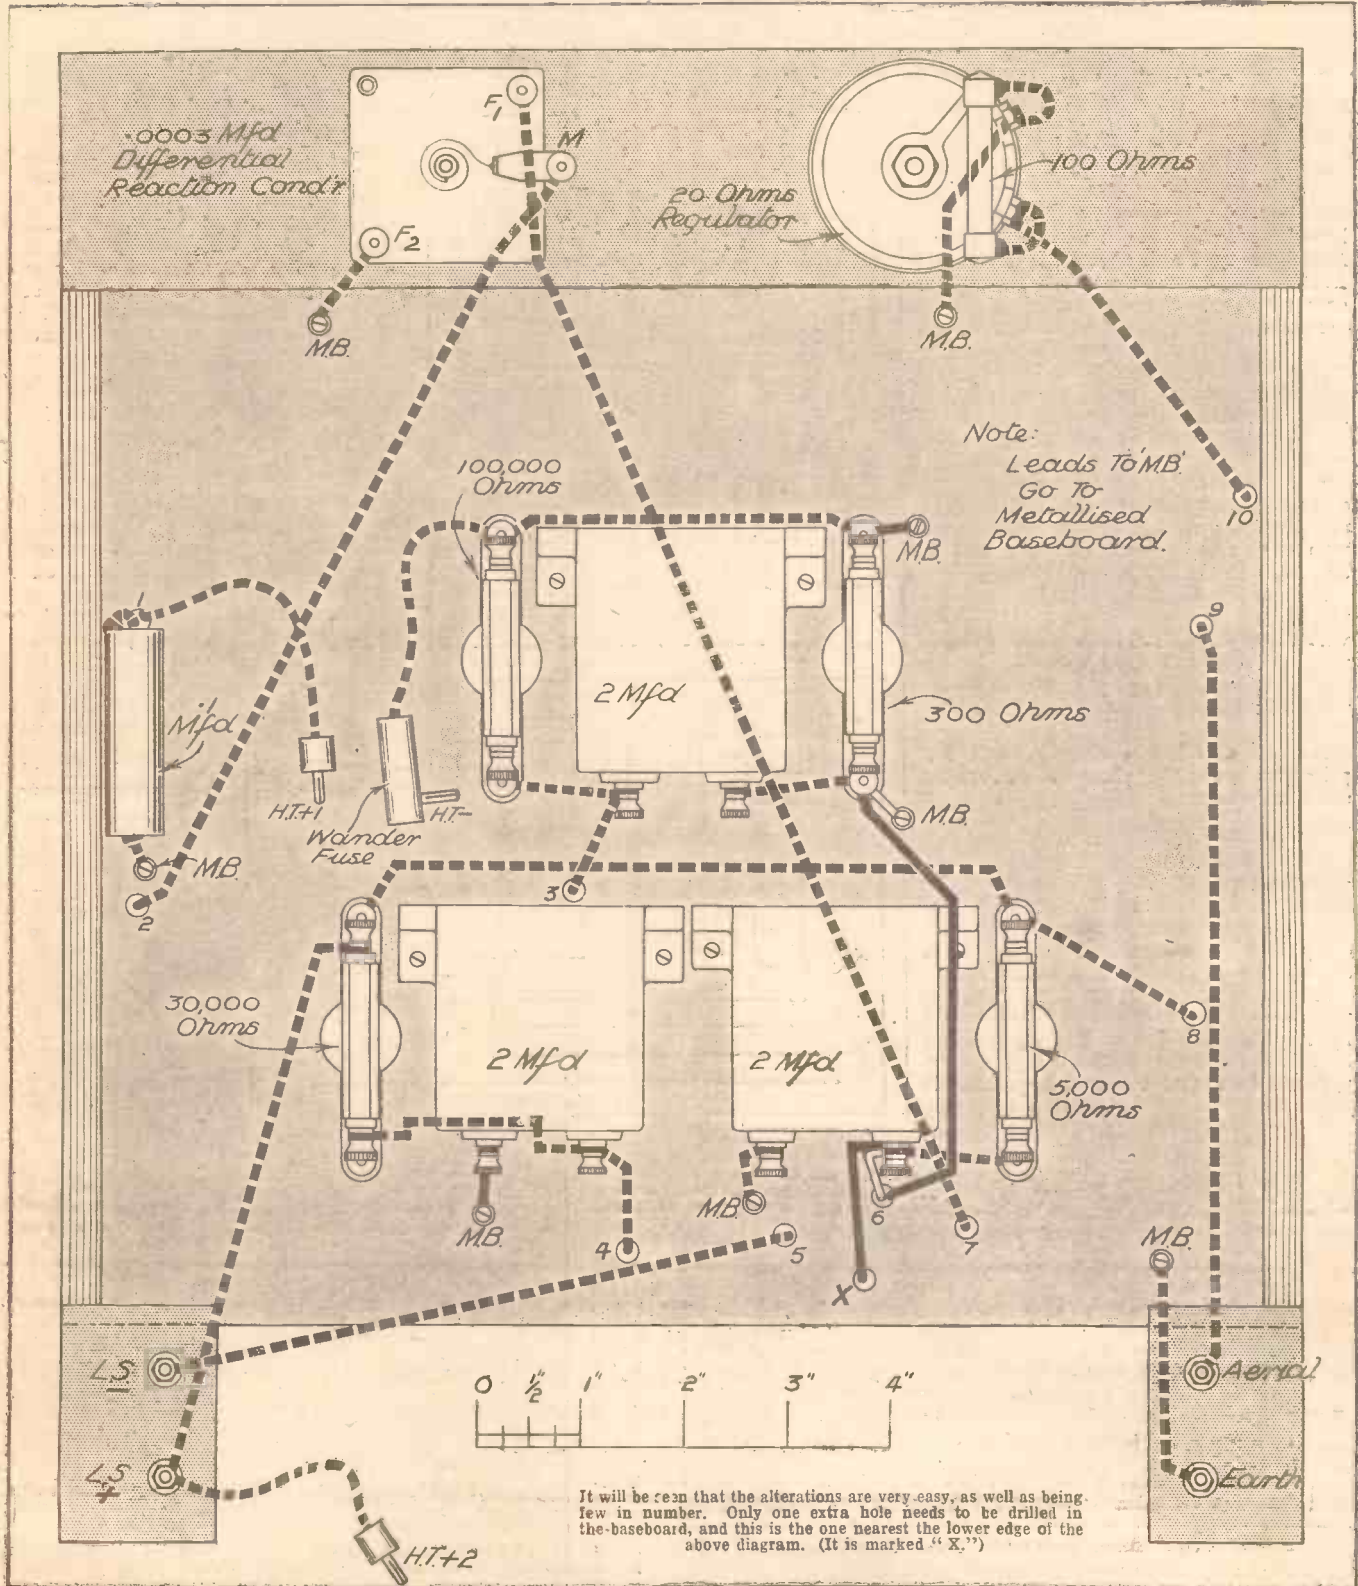 .0003 Mfd
Differential
Reaction Cond'r
F1
M
F2
M.B.
20 Ohms
Regulator
100 Ohms
M.B.
Note:
Leads To 'M.B.'
Go To
Metallised
Baseboard.
10
100,000
Ohms
M.B.
2 Mfd
300 Ohms
9
1
.1
Mfd
H.T.+1
H.T.-
Wander
Fuse
M.B.
M.B.
2
3
30,000
Ohms
2 Mfd
2 Mfd
8
5,000
Ohms
M.B.
M.B.
4
5
6
7
X
M.B.
L.S.
-
L.S.
+
H.T.+2
0 ½" 1" 2" 3" 4"
Aerial
Earth
It will be seen that the alterations are very easy, as well as being
few in number. Only one extra hole needs to be drilled in
the baseboard, and this is the one nearest the lower edge of the
above diagram. (It is marked " X.")